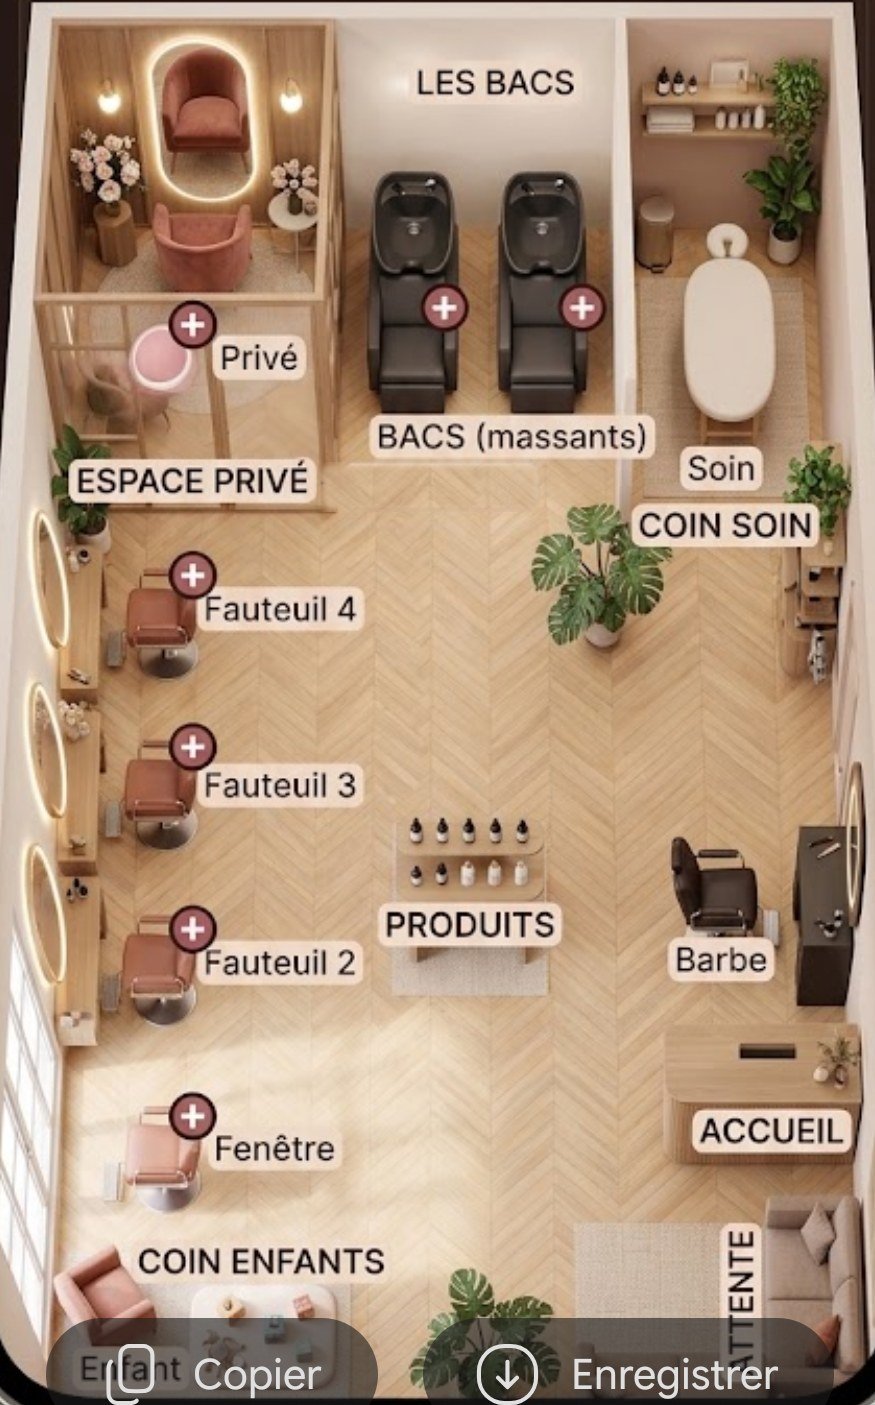 LES BACS
Privé
BACS (massants)
ESPACE PRIVÉ
Soin
COIN SOIN
Fauteuil 4
Fauteuil 3
PRODUITS
Fauteuil 2
Barbe
ACCUEIL
Fenêtre
COIN ENFANTS
ATTENTE
Enfant
Copier
Enregistrer